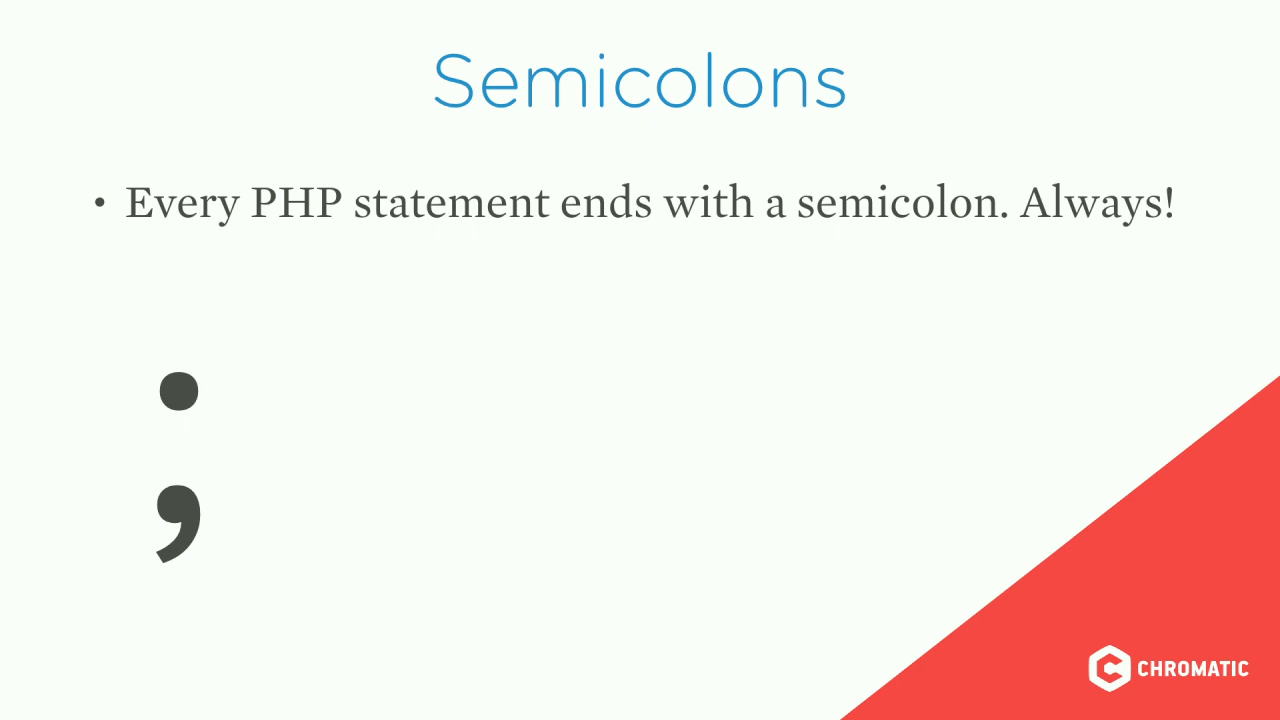 Semicolons
• Every PHP statement ends with a semicolon. Always!
;
CHROMATIC